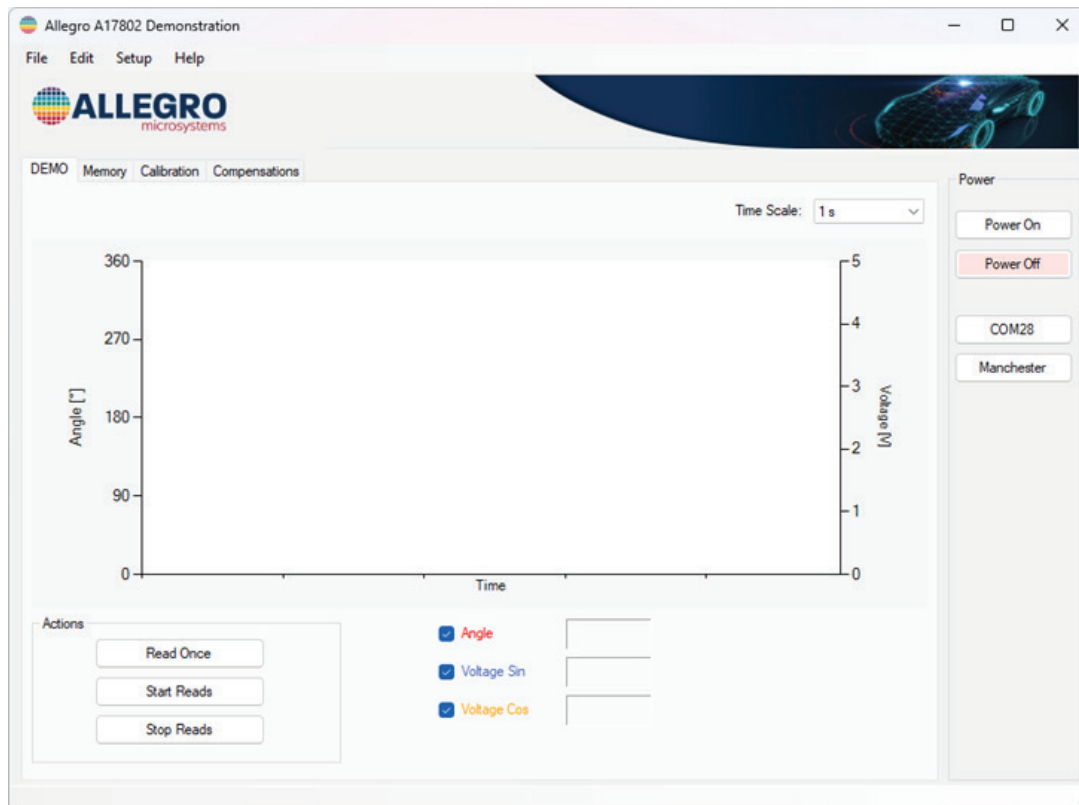 Allegro A17802 Demonstration
File Edit Setup Help
ALLEGRO
microsystems
DEMO Memory Calibration Compensations
Power
Time Scale: 1 s
Power On
Power Off
COM28
Manchester
360
270
180
90
0
Angle [°]
5
4
3
2
1
0
Voltage [V]
Time
Actions
Read Once
Start Reads
Stop Reads
Angle
Voltage Sin
Voltage Cos